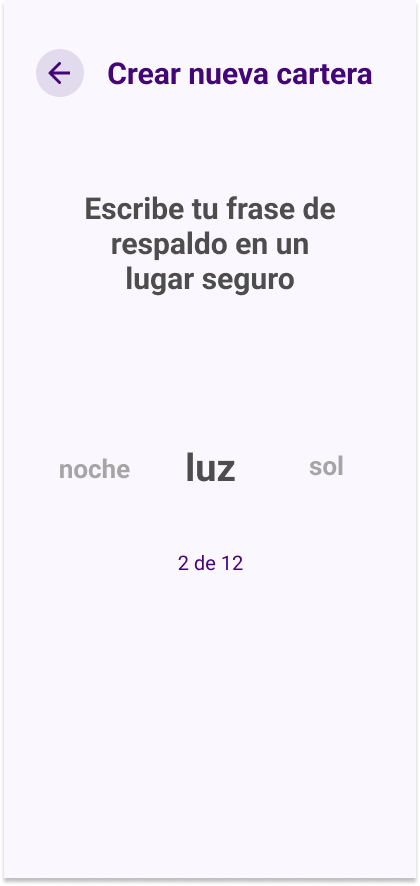 Crear nueva cartera
Escribe tu frase de
respaldo en un
lugar seguro
noche luz sol
2 de 12